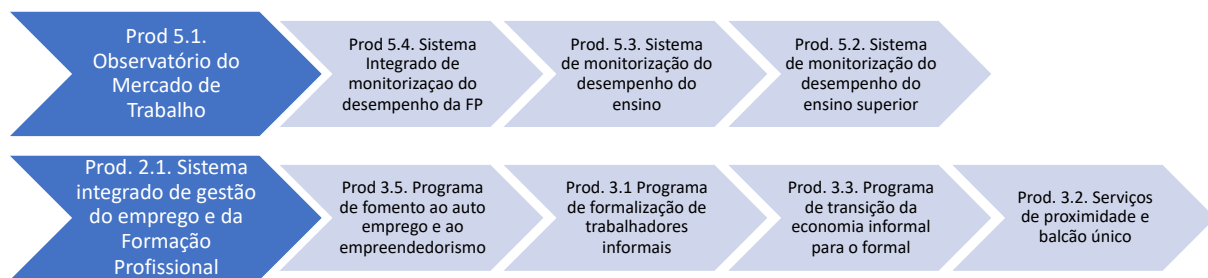 Prod 5.1.
Observatório do
Mercado de
Trabalho
Prod 5.4. Sistema
Integrado de
monitorizaçao do
desempenho da FP
Prod. 5.3. Sistema
de monitorização do
desempenho do
ensino
Prod. 5.2. Sistema
de monitorização do
desempenho do
ensino superior
Prod. 2.1. Sistema
integrado de gestão
do emprego e da
Formação
Profissional
Prod 3.5. Programa
de fomento ao auto
emprego e ao
empreendedorismo
Prod. 3.1 Programa
de formalização de
trabalhadores
informais
Prod. 3.3. Programa
de transição da
economia informal
para o formal
Prod. 3.2. Serviços
de proximidade e
balcão único